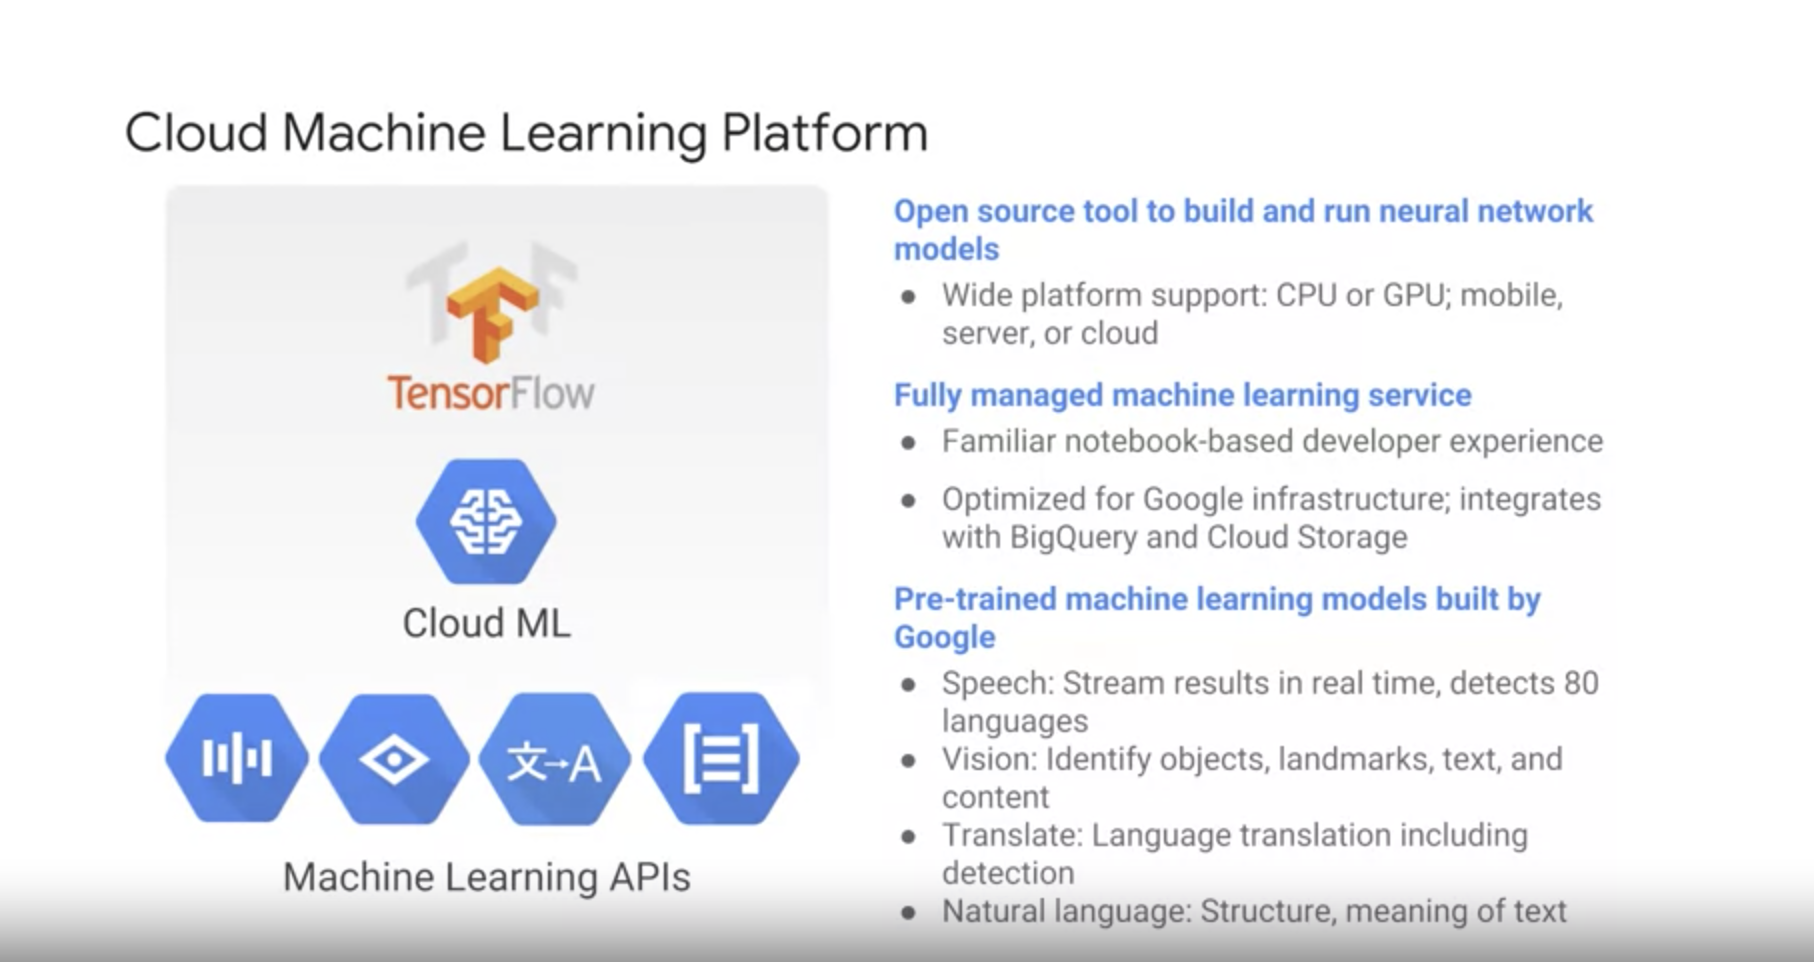 Cloud Machine Learning Platform
TensorFlow
Cloud ML
文→A
Machine Learning APIs
Open source tool to build and run neural network
models
● Wide platform support: CPU or GPU; mobile,
server, or cloud
Fully managed machine learning service
● Familiar notebook-based developer experience
● Optimized for Google infrastructure; integrates
with BigQuery and Cloud Storage
Pre-trained machine learning models built by
Google
● Speech: Stream results in real time, detects 80
languages
● Vision: Identify objects, landmarks, text, and
content
● Translate: Language translation including
detection
● Natural language: Structure, meaning of text